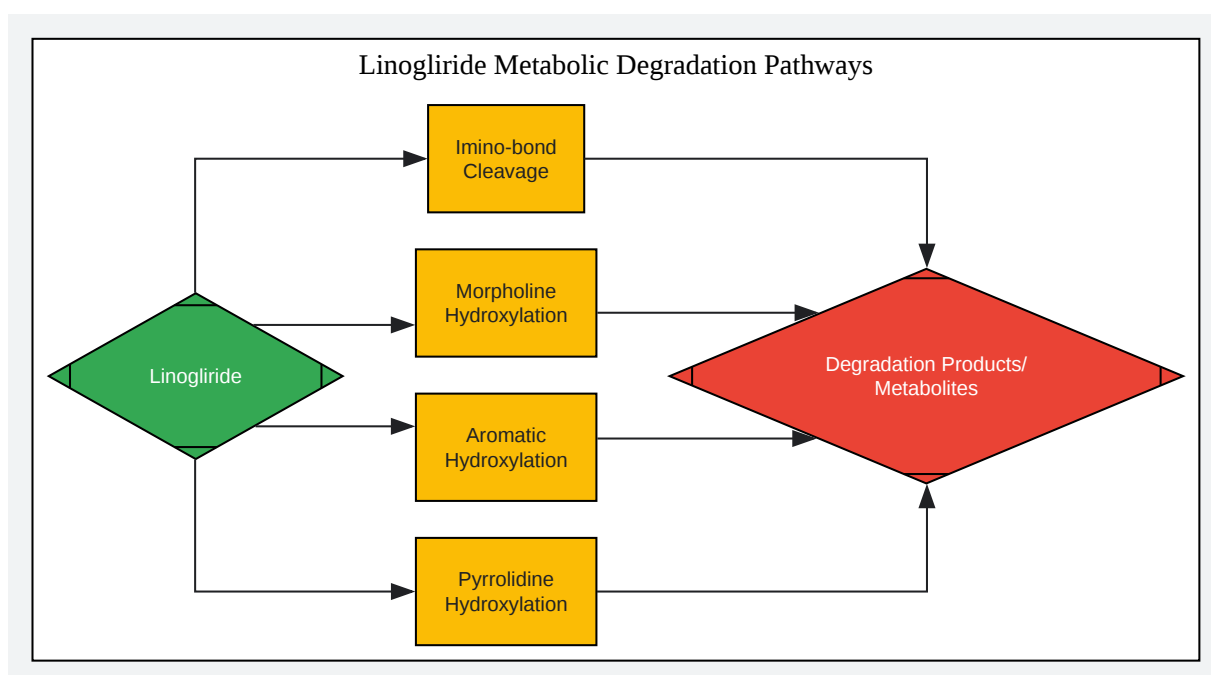 Linogliride Metabolic Degradation Pathways
Imino-bond
Cleavage
Morpholine
Hydroxylation
Linogliride
Degradation Products/
Metabolites
Aromatic
Hydroxylation
Pyrrolidine
Hydroxylation